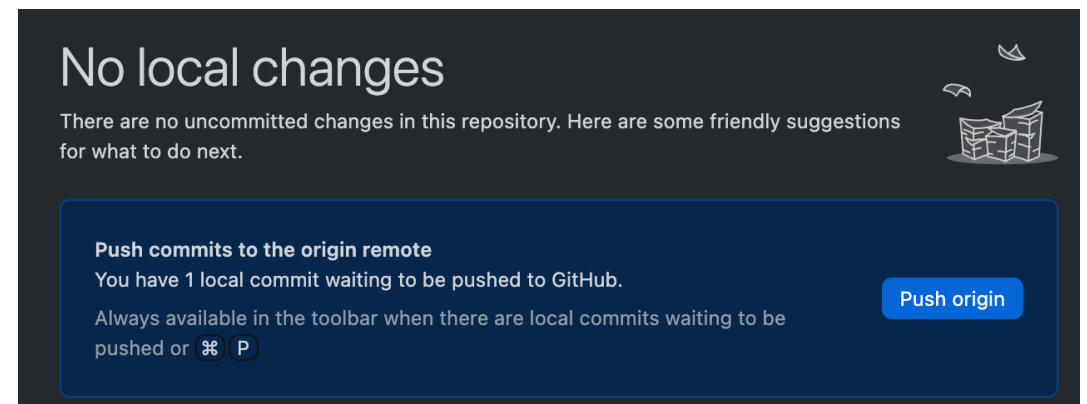 No local changes
There are no uncommitted changes in this repository. Here are some friendly suggestions
for what to do next.
Push commits to the origin remote
You have 1 local commit waiting to be pushed to GitHub.
Push origin
Always available in the toolbar when there are local commits waiting to be
pushed or ⌘ P